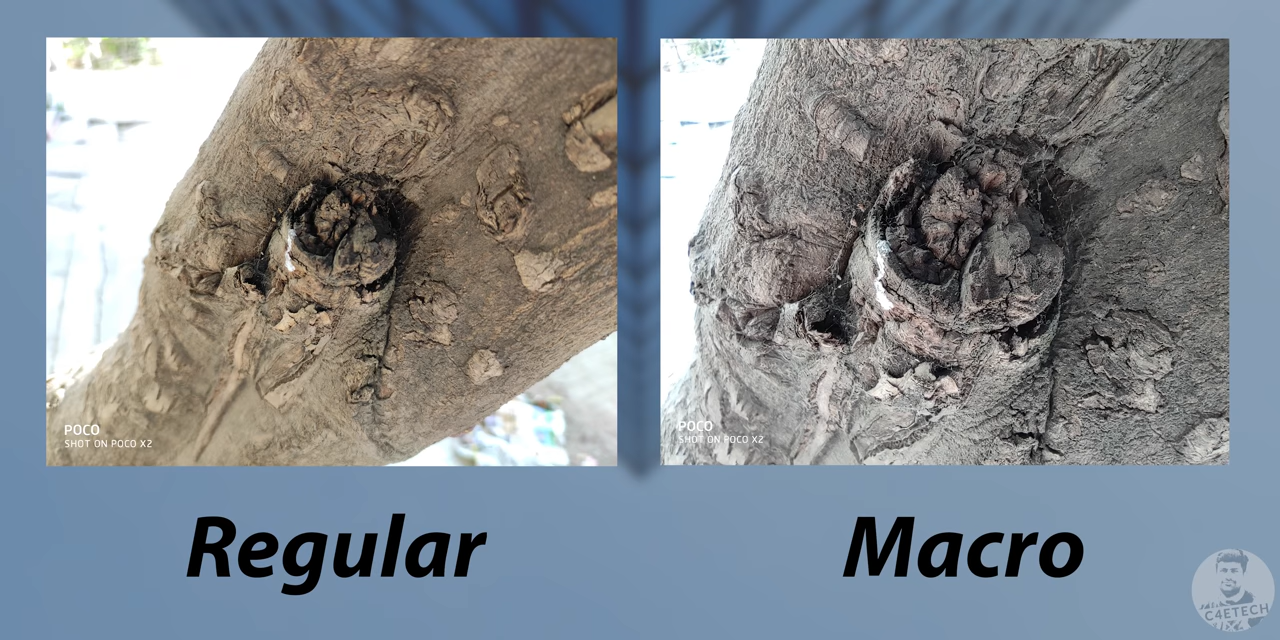 POCO
SHOT ON POCO X2
POCO
SHOT ON POCO X2
Regular
Macro
C4ETECH